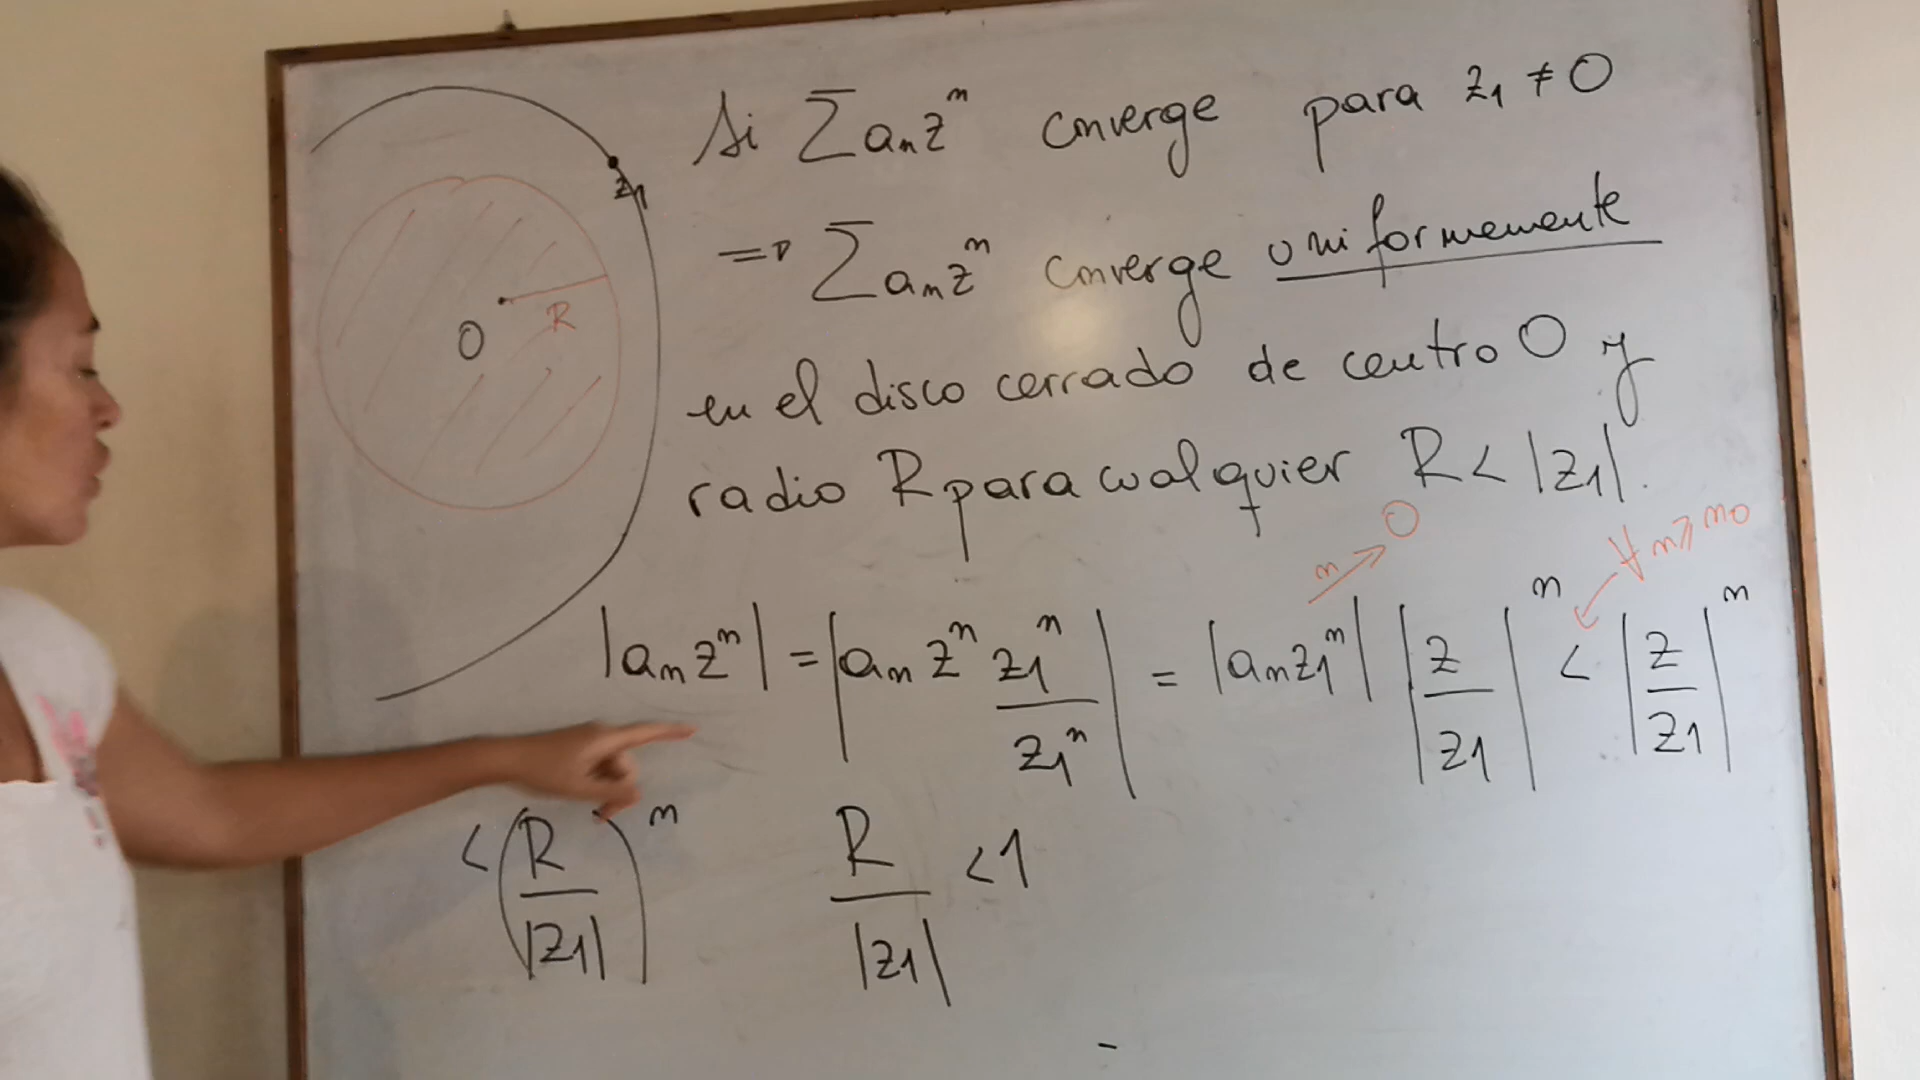 Si ∑ aₙzⁿ converge para z₁ ≠ 0
⇒ ∑ aₙzⁿ converge uniformemente
en el disco cerrado de centro 0 y
radio R para cualquier R < |z₁|.
|aₙzⁿ| = |aₙ zⁿ z₁ⁿ/z₁ⁿ| = |aₙz₁ⁿ| |z/z₁|ⁿ < |z/z₁|ⁿ
n → 0
∀ n ⩾ n₀
< (R/|z₁|)ⁿ R/|z₁| < 1
z₁
0
R